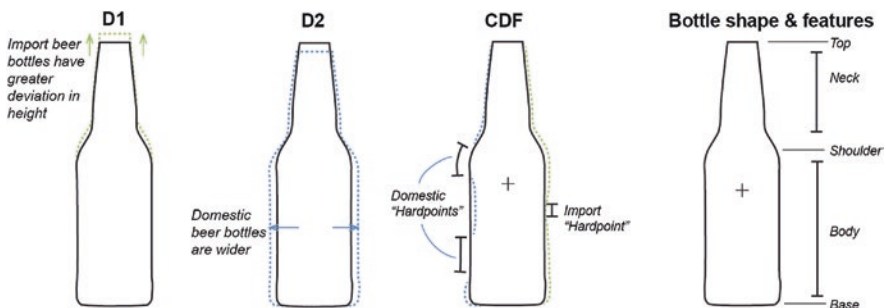 D1
Import beer
bottles have
greater
deviation in
height
D2
Domestic
beer bottles
are wider
CDF
Domestic
"Hardpoints"
Import
"Hardpoint"
Bottle shape & features
Top
Neck
Shoulder
Body
Base